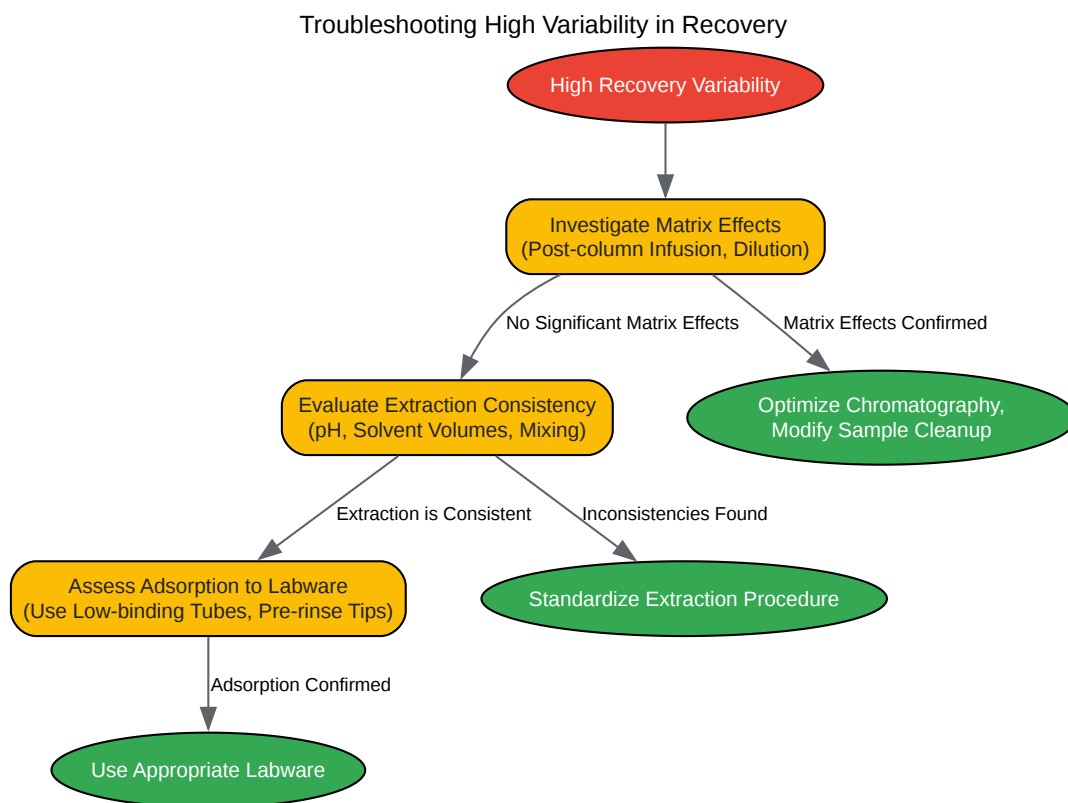 Troubleshooting High Variability in Recovery
High Recovery Variability
Investigate Matrix Effects
(Post-column Infusion, Dilution)
No Significant Matrix Effects
Matrix Effects Confirmed
Evaluate Extraction Consistency
(pH, Solvent Volumes, Mixing)
Optimize Chromatography,
Modify Sample Cleanup
Extraction is Consistent
Inconsistencies Found
Assess Adsorption to Labware
(Use Low-binding Tubes, Pre-rinse Tips)
Standardize Extraction Procedure
Adsorption Confirmed
Use Appropriate Labware